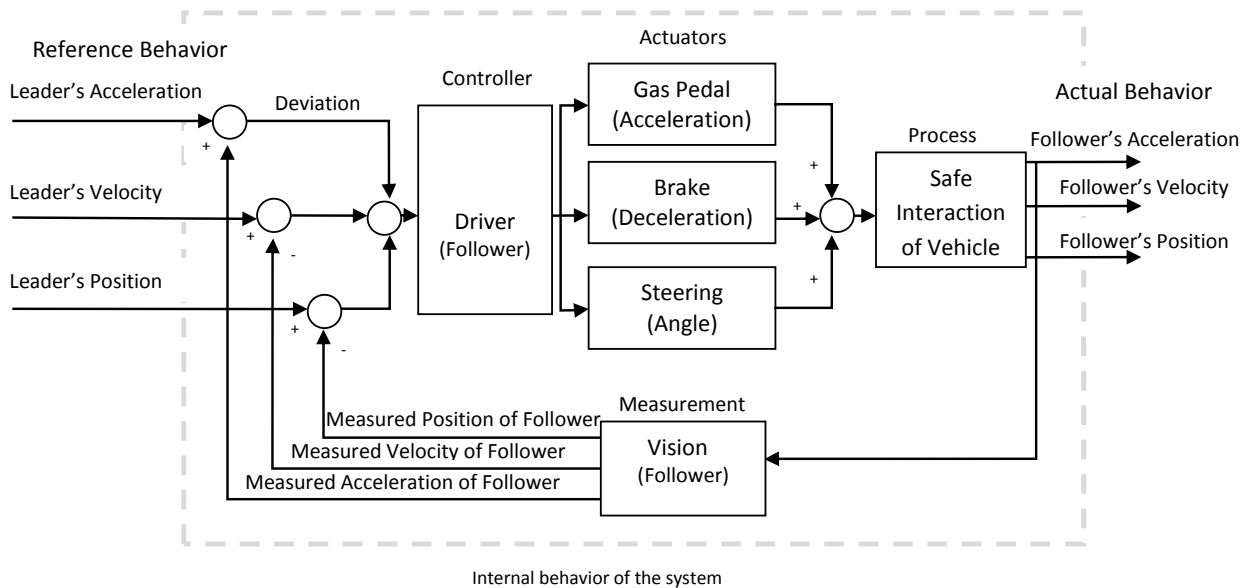 Actuators
Reference Behavior
Controller
Leader's Acceleration
Deviation
Gas Pedal
(Acceleration)
Actual Behavior
Process
Follower's Acceleration
+
+
Leader's Velocity
Driver
(Follower)
Brake
(Deceleration)
Safe
Interaction
of Vehicle
Follower's Velocity
+
+
-
Follower's Position
Leader's Position
Steering
(Angle)
+
+
-
Measured Position of Follower
Measurement
Measured Velocity of Follower
Vision
(Follower)
Measured Acceleration of Follower
Internal behavior of the system